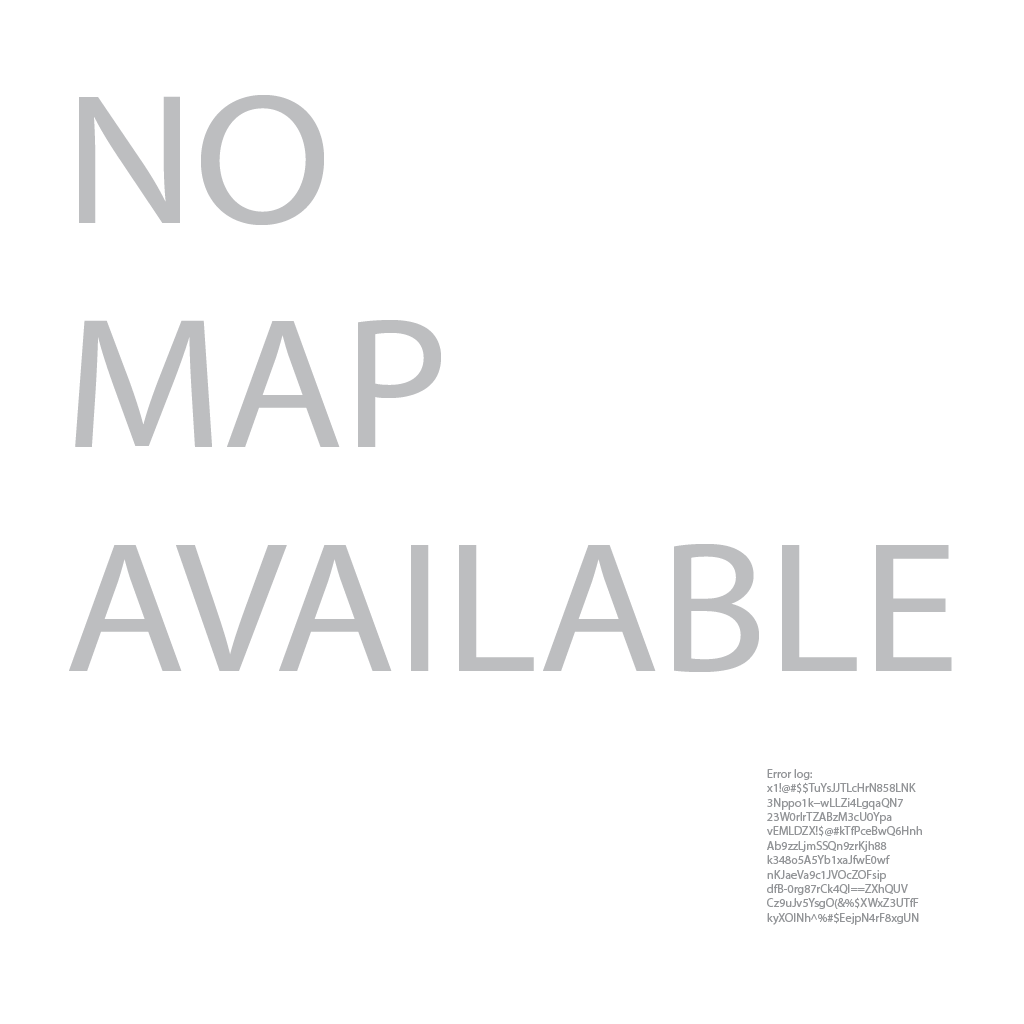 NO
MAP
AVAILABLE
Error log:
x1!@#$$TuYsJJTLcHrN858LNK
3Nppo1k–wLLZi4LgqaQN7
23W0rIrTZABzM3cU0Ypa
vEMLDZX!$@#kTfPceBwQ6Hnh
Ab9zzLjmSSQn9zrKjh88
k348o5A5Yb1xaJfwE0wf
nKJaeVa9c1JVOcZOFsip
dfB-0rg87rCk4QI==ZXhQUV
Cz9uJv5YsgO(&%$XWxZ3UTfF
kyXOINh^%#$EejpN4rF8xgUN